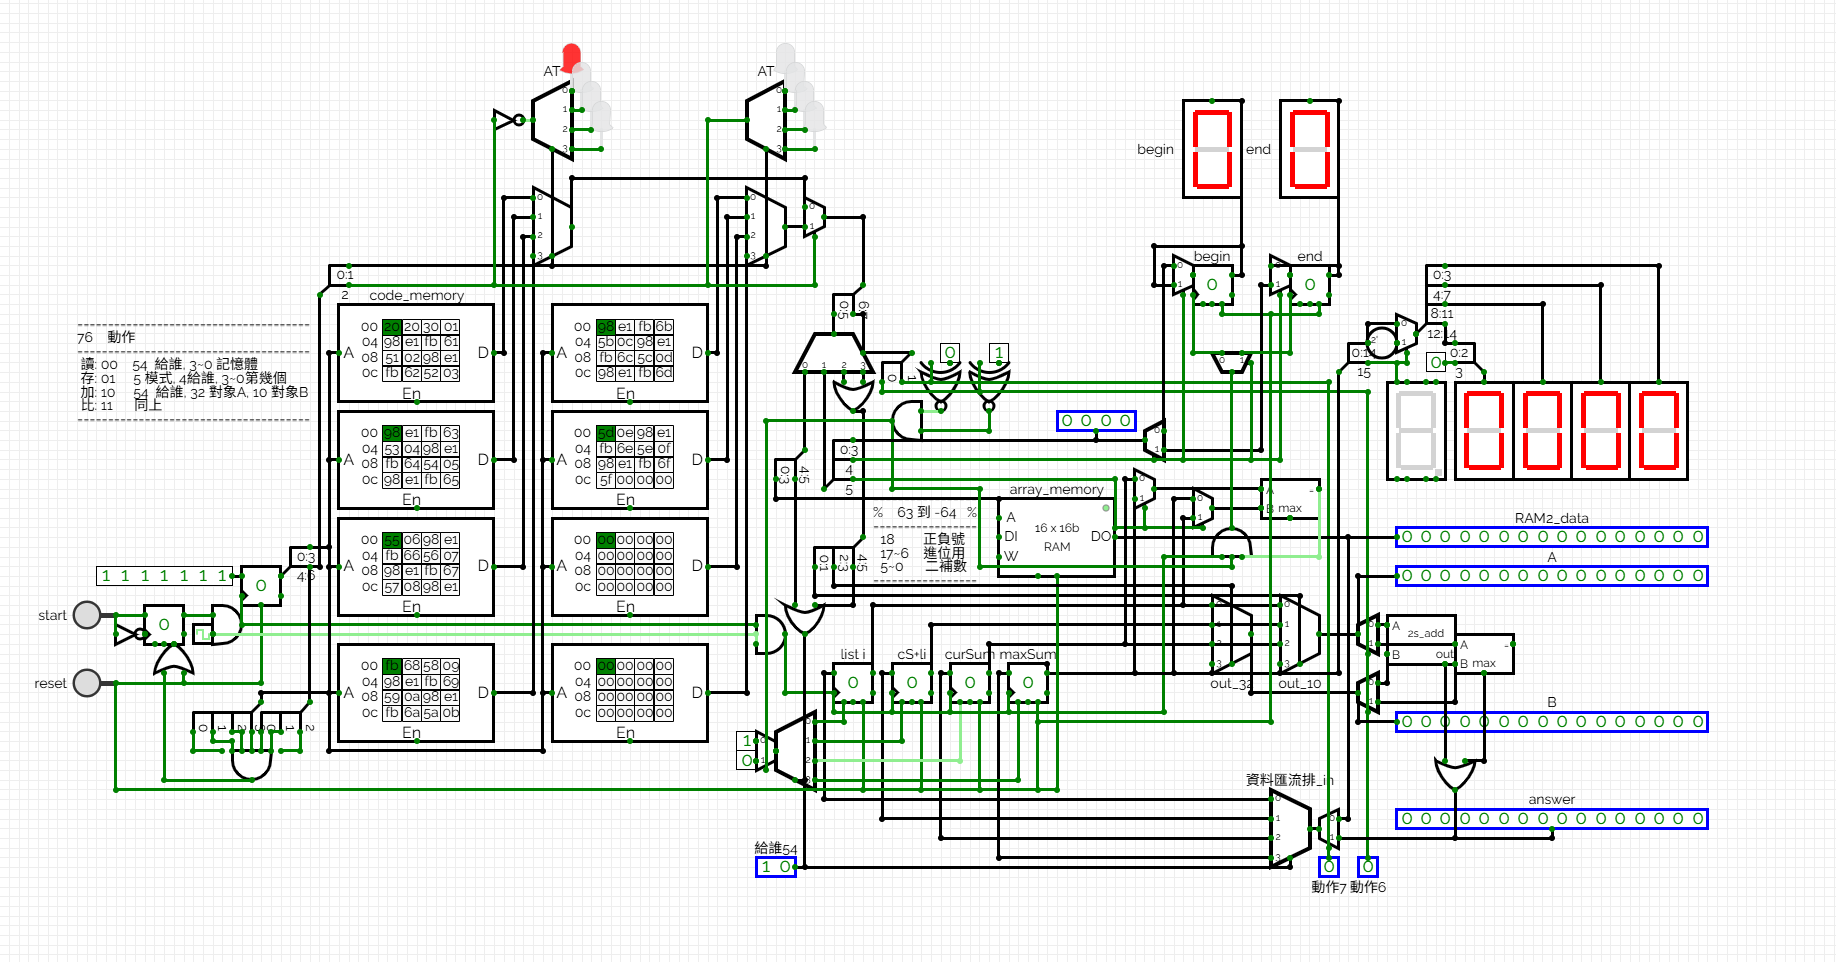 AT
AT
begin
end
begin
end
0:1
2
code_memory
76 動作
讀: 00 54 給誰, 3~0 記憶體
存: 01 5 模式, 4給誰, 3~0第幾個
加: 10 54 給誰, 32 對象A, 10 對象B
比: 11 同上
00 20 20 30 01
04 98 e1 fb 61
08 51 02 98 e1
0c fb 62 52 03
A D
En
00 98 e1 fb 6b
04 5b 0c 98 e1
08 fb 6c 5c 0d
0c 98 e1 fb 6d
A D
En
00 98 e1 fb 63
04 53 04 98 e1
08 fb 64 54 05
0c 98 e1 fb 65
A D
En
00 5d 0e 98 e1
04 fb 6e 5e 0f
08 98 e1 fb 6f
0c 5f 00 00 00
A D
En
00 55 06 98 e1
04 fb 66 56 07
08 98 e1 fb 67
0c 57 08 98 e1
A D
En
00 00 00 00 00
04 00 00 00 00
08 00 00 00 00
0c 00 00 00 00
A D
En
00 fb 68 58 09
04 98 e1 fb 69
08 59 0a 98 e1
0c fb 6a 5a 0b
A D
En
00 00 00 00 00
04 00 00 00 00
08 00 00 00 00
0c 00 00 00 00
A D
En
1 1 1 1 1 1 1
0
0:3
start
0
reset
0:3
4
5
0 1
0 0 0 0
% 63 到 -64 %
18 正負號
17~6 進位用
5~0 二補數
array_memory
A
DI
W
16 x 16b
RAM
DO
A
B max
0:3
4:7
8:11
0:2
3
15
0
RAM2_data
0 0 0 0 0 0 0 0 0 0 0 0 0 0 0 0
A
0 0 0 0 0 0 0 0 0 0 0 0 0 0 0 0
A
B
2s_add
out
A
B max
list i
cS+li
curSum
maxSum
0 0 0 0
out_32
out_10
B
0 0 0 0 0 0 0 0 0 0 0 0 0 0 0 0
1
0
資料匯流排_in
answer
0 0 0 0 0 0 0 0 0 0 0 0 0 0 0 0
給誰54
1 0
0 0
動作7 動作6